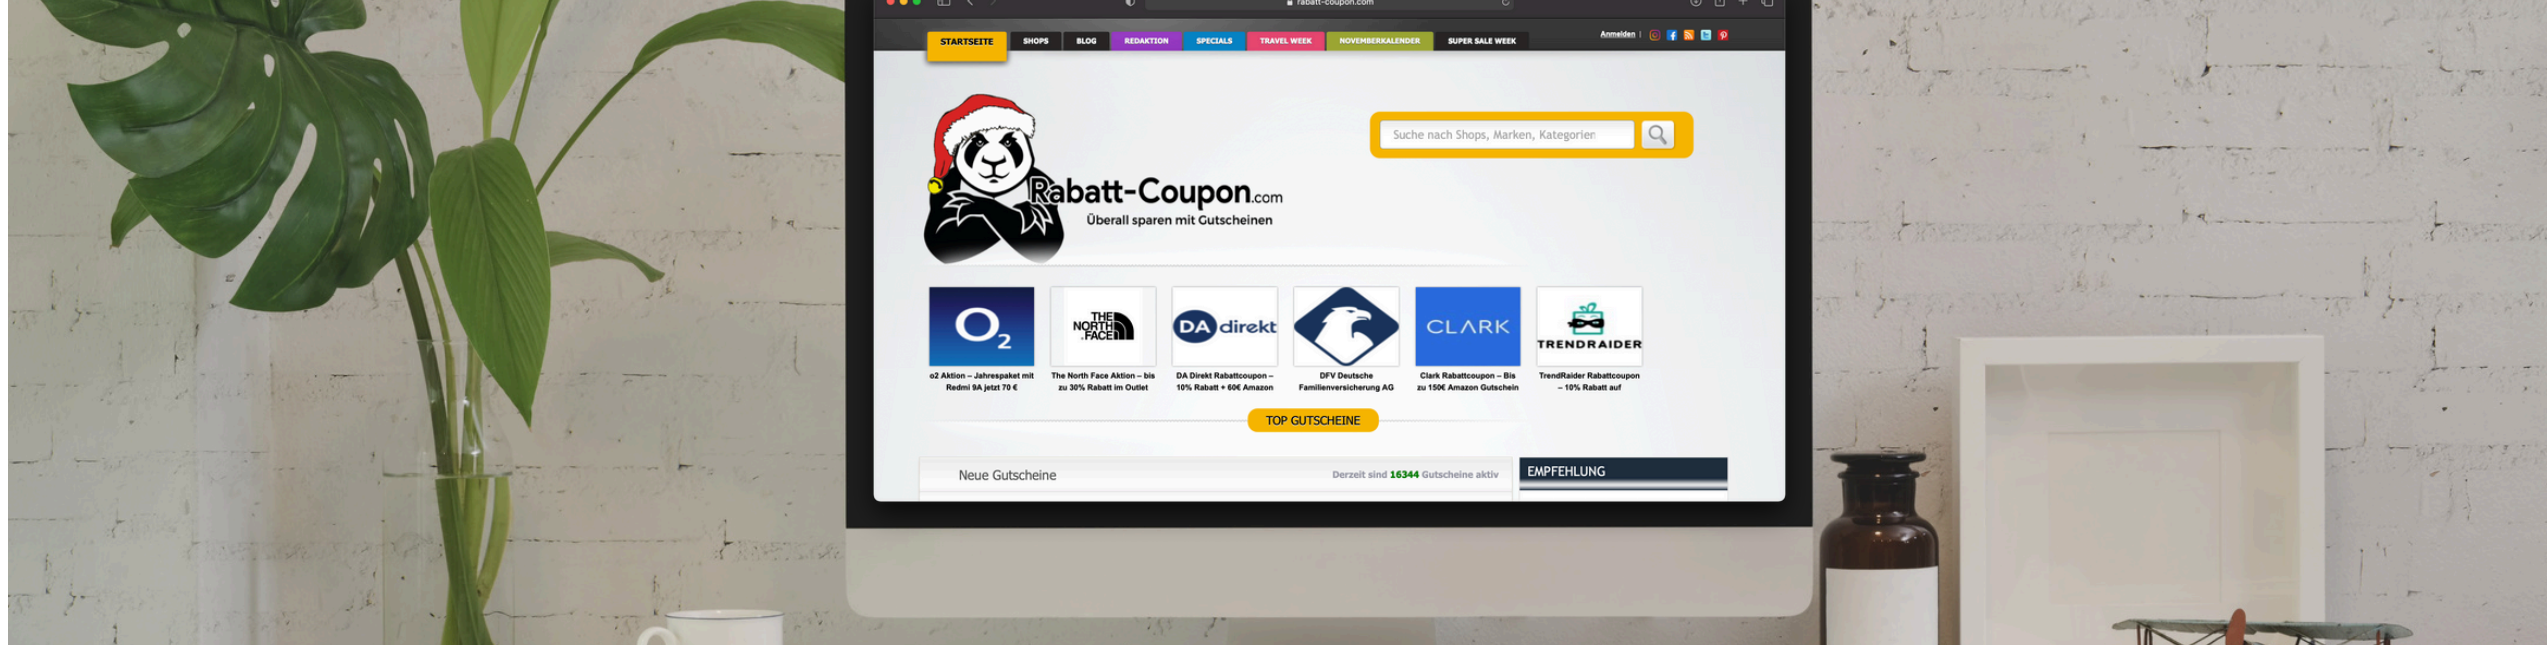 rabatt-coupon.com
STARTSEITE SHOPS BLOG REDAKTION SPECIALS TRAVEL WEEK NOVEMBERKALENDER SUPER SALE WEEK Anmelden |
Suche nach Shops, Marken, Kategorien
Rabatt-Coupon.com
Überall sparen mit Gutscheinen
O2
THE
NORTH
FACE
DA direkt
CLARK
TRENDRAIDER
o2 Aktion – Jahrespaket mit
Redmi 9A jetzt 70 €
The North Face Aktion – bis
zu 30% Rabatt im Outlet
DA Direkt Rabattcoupon –
10% Rabatt + 60€ Amazon
DFV Deutsche
Familienversicherung AG
Clark Rabattcoupon – Bis
zu 150€ Amazon Gutschein
TrendRaider Rabattcoupon
– 10% Rabatt auf
TOP GUTSCHEINE
Neue Gutscheine
Derzeit sind 16344 Gutscheine aktiv
EMPFEHLUNG